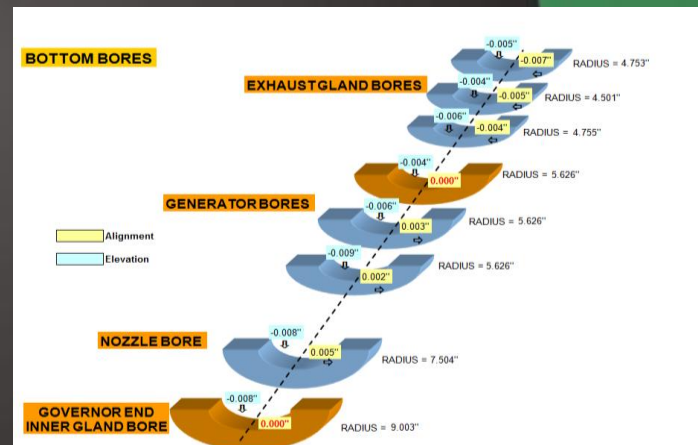 BOTTOM BORES
-0.005"
-0.007"
RADIUS = 4.753"
EXHAUST GLAND BORES
-0.004"
-0.005"
RADIUS = 4.501"
-0.006"
-0.004"
RADIUS = 4.755"
-0.004"
0.000"
RADIUS = 5.626"
GENERATOR BORES
-0.006"
0.003"
RADIUS = 5.626"
Alignment
Elevation
-0.009"
0.002"
RADIUS = 5.626"
NOZZLE BORE
-0.008"
0.005"
RADIUS = 7.504"
GOVERNOR END
INNER GLAND BORE
-0.008"
0.000"
RADIUS = 9.003"